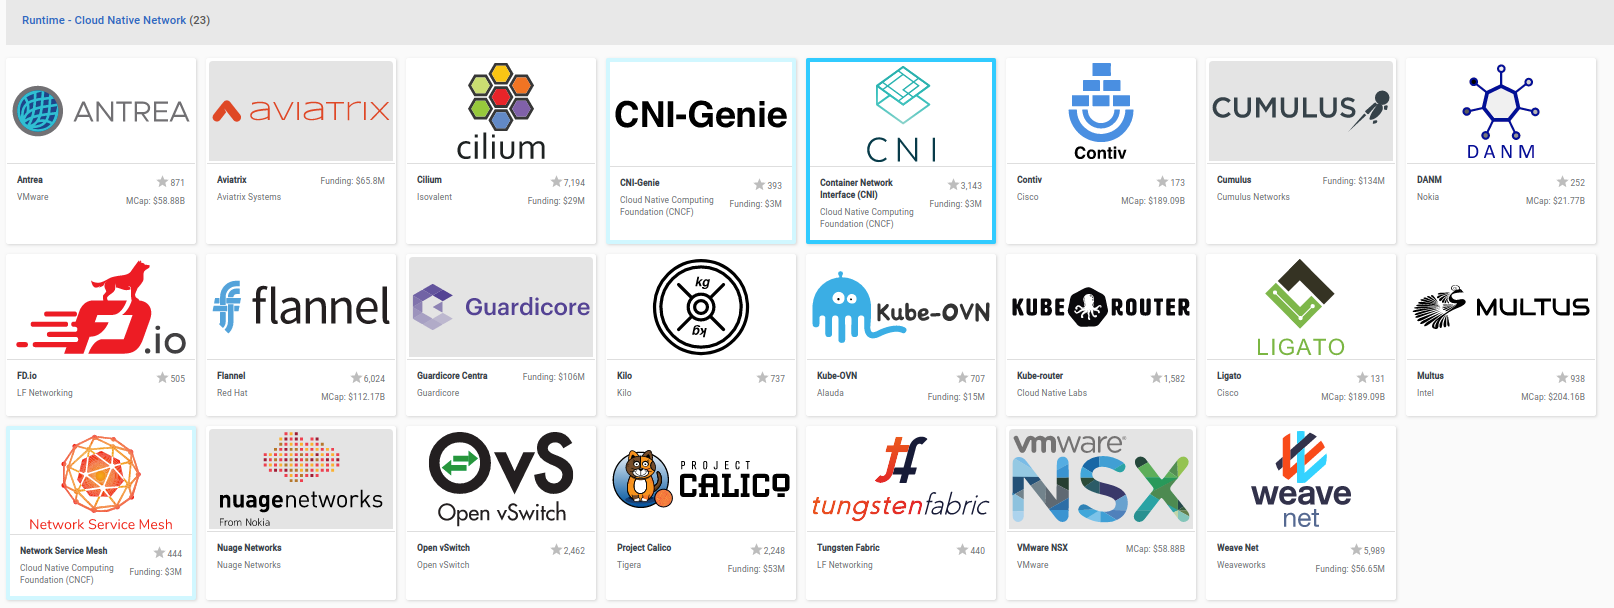 Runtime - Cloud Native Network (23)
ANTREA
Antrea
871
VMware
MCap: $58.88B
AVIATRIX
Aviatrix
Funding: $65.8M
Aviatrix Systems
cilium
Cilium
7,194
Isovalent
Funding: $29M
CNI-Genie
CNI-Genie
393
Cloud Native Computing
Foundation (CNCF)
Funding: $3M
CNI
Container Network
Interface (CNI)
3,143
Cloud Native Computing
Foundation (CNCF)
Funding: $3M
Contiv
Contiv
173
Cisco
MCap: $189.09B
CUMULUS
Cumulus
Funding: $134M
Cumulus Networks
DANM
DANM
252
Nokia
MCap: $21.77B
FD.io
FD.io
505
LF Networking
flannel
Flannel
6,024
Red Hat
MCap: $112.17B
Guardicore
Guardicore Centra
Funding: $106M
Guardicore
kg
kg
Kilo
737
Kilo
Kube-OVN
Kube-OVN
707
Alauda
Funding: $15M
KUBE ROUTER
Kube-router
1,582
Cloud Native Labs
LIGATO
Ligato
131
Cisco
MCap: $189.09B
MULTUS
Multus
938
Intel
MCap: $204.16B
Network Service Mesh
Network Service Mesh
444
Cloud Native Computing
Foundation (CNCF)
Funding: $3M
nuagenetworks
From Nokia
Nuage Networks
Nuage Networks
OvS
Open vSwitch
Open vSwitch
2,462
Open vSwitch
PROJECT
CALICO
Project Calico
2,248
Tigera
Funding: $53M
tf
tungstenfabric
Tungsten Fabric
440
LF Networking
vmware®
NSX
VMware NSX
MCap: $58.88B
VMware
weave
net
Weave Net
5,989
Weaveworks
Funding: $56.65M